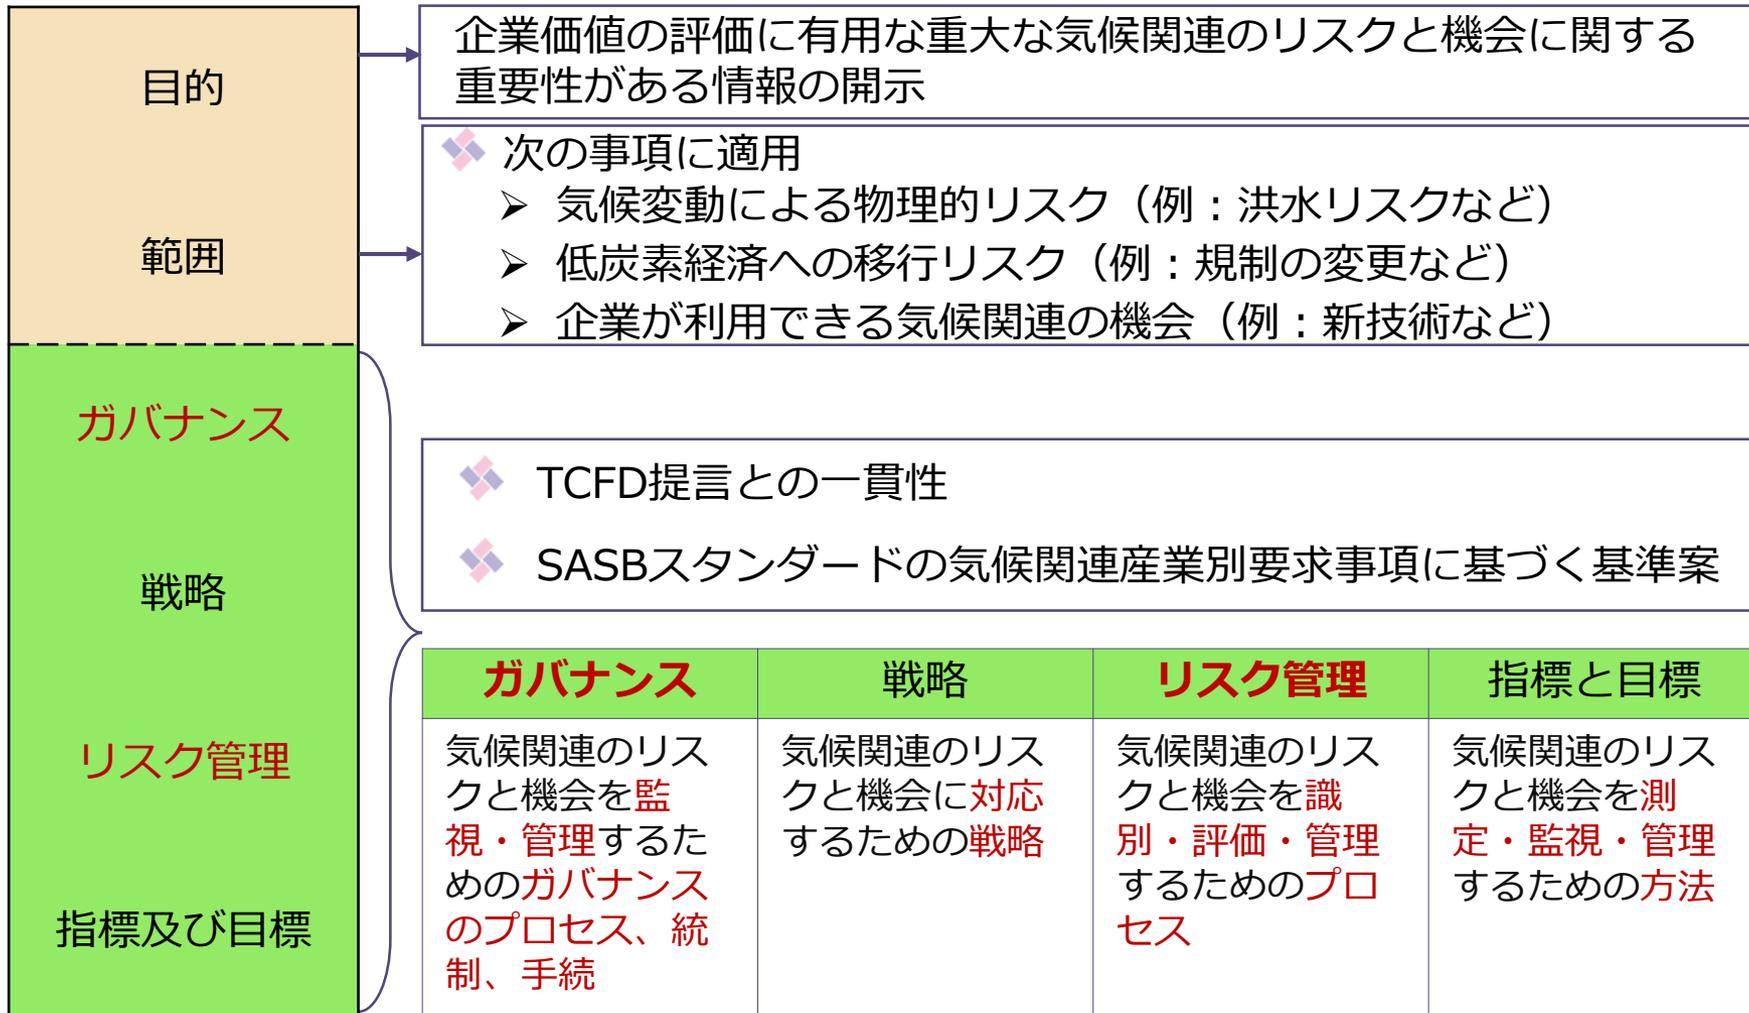 目的
企業価値の評価に有用な重大な気候関連のリスクと機会に関する
重要性がある情報の開示
範囲
次の事項に適用
気候変動による物理的リスク（例：洪水リスクなど）
低炭素経済への移行リスク（例：規制の変更など）
企業が利用できる気候関連の機会（例：新技術など）
ガバナンス
戦略
リスク管理
指標及び目標
TCFD提言との一貫性
SASBスタンダードの気候関連産業別要求事項に基づく基準案
ガバナンス
気候関連のリス
クと機会を監
視・管理するた
めのガバナンス
のプロセス、統
制、手続
戦略
気候関連のリス
クと機会に対応
するための戦略
リスク管理
気候関連のリス
クと機会を識
別・評価・管理
するためのプロ
セス
指標と目標
気候関連のリス
クと機会を測
定・監視・管理
するための方法